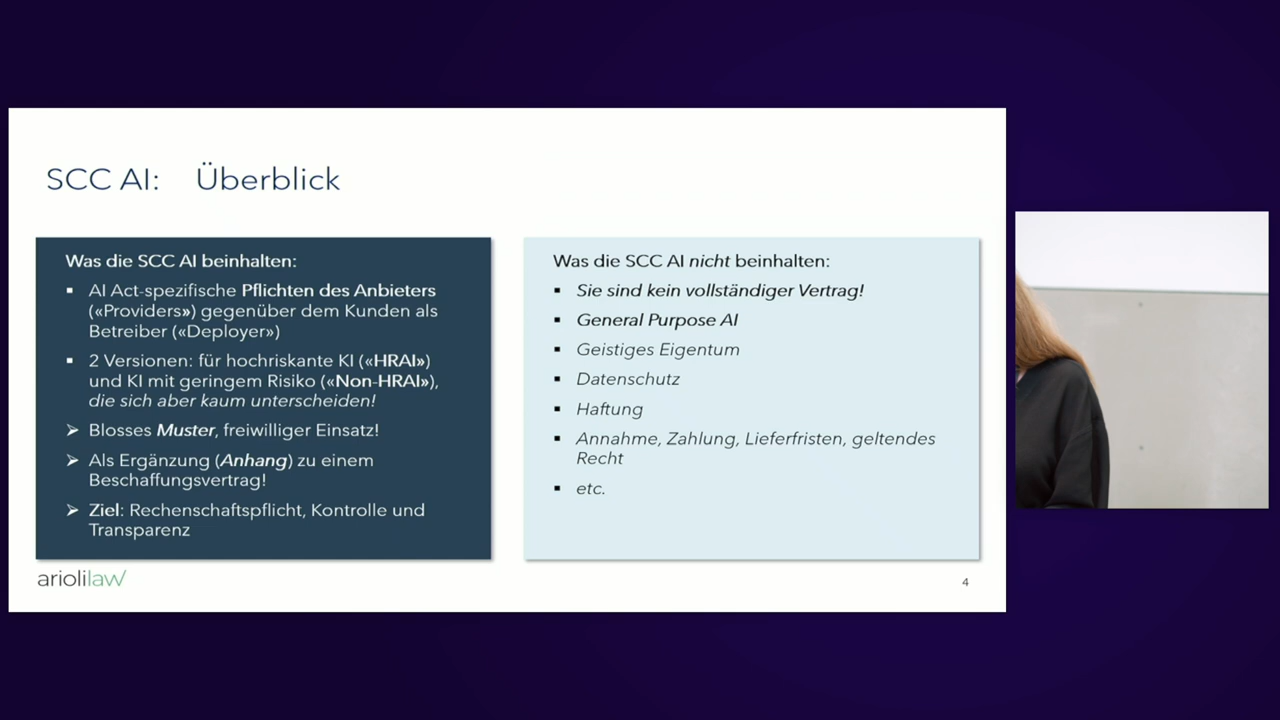 SCC AI: Überblick
Was die SCC AI beinhalten:
▪ AI Act-spezifische Pflichten des Anbieters
(«Providers») gegenüber dem Kunden als
Betreiber («Deployer»)
▪ 2 Versionen: für hochriskante KI («HRAI»)
und KI mit geringem Risiko («Non-HRAI»),
die sich aber kaum unterscheiden!
➢ Blosses Muster, freiwilliger Einsatz!
➢ Als Ergänzung (Anhang) zu einem
Beschaffungsvertrag!
➢ Ziel: Rechenschaftspflicht, Kontrolle und
Transparenz
Was die SCC AI nicht beinhalten:
▪ Sie sind kein vollständiger Vertrag!
▪ General Purpose AI
▪ Geistiges Eigentum
▪ Datenschutz
▪ Haftung
▪ Annahme, Zahlung, Lieferfristen, geltendes
Recht
▪ etc.
ariolilaw
4